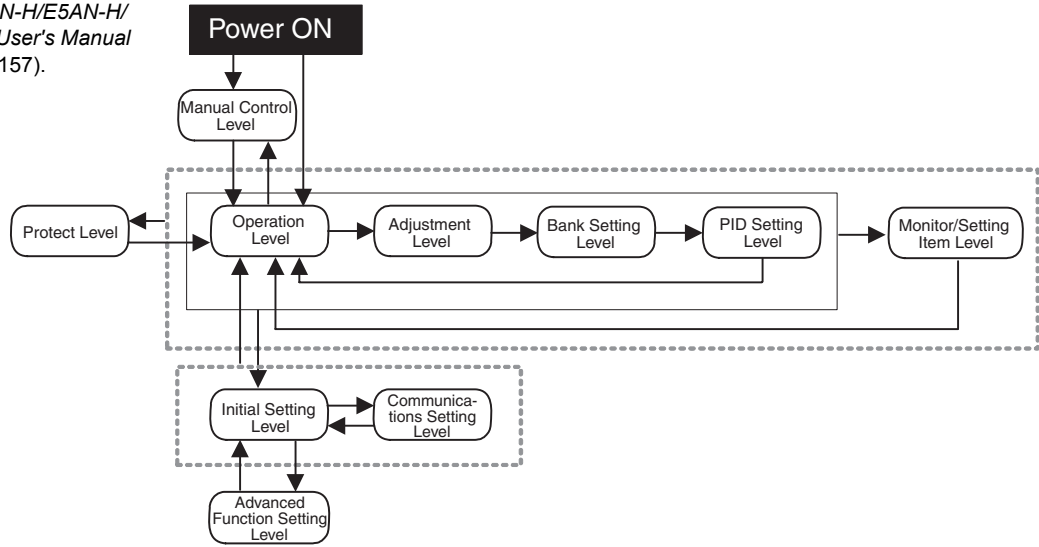 N-H/E5AN-H/
User's Manual
157).
Power ON
Manual Control
Level
Protect Level
Operation
Level
Adjustment
Level
Bank Setting
Level
PID Setting
Level
Monitor/Setting
Item Level
Initial Setting
Level
Communica-
tions Setting
Level
Advanced
Function Setting
Level